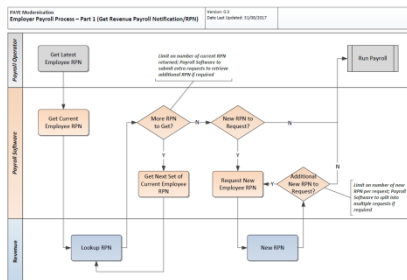 PAYE Modernisation
Employer Payroll Process – Part 1 (Get Revenue Payroll Notification/RPN)
Version: 0.3
Date Last Updated: 31/08/2017
Payroll Operator
Get Latest
Employee RPN
Limit on number of current RPN
returned; Payroll Software to
submit extra requests to retrieve
additional RPN if required
Run Payroll
Payroll Software
Get Current
Employee RPN
More RPN
to Get?
N
New RPN to
Request?
N
N
Y
Y
Get Next Set of
Current Employee
RPN
Request New
Employee RPN
Y
Additional
New RPN to
Request?
Limit on number of new
RPN per request; Payroll
Software to split into
multiple requests if
required
Revenue
Lookup RPN
New RPN